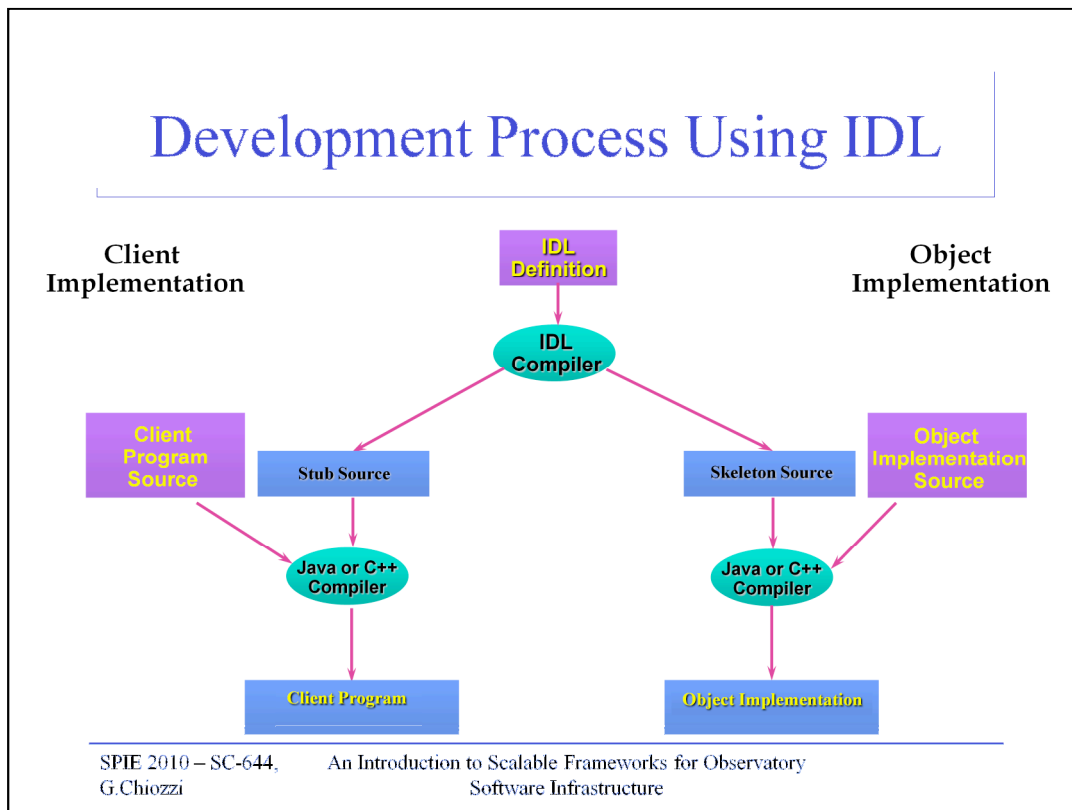 Development Process Using IDL
Client
Implementation
IDL
Definition
Object
Implementation
IDL
Compiler
Client
Program
Source
Stub Source
Skeleton Source
Object
Implementation
Source
Java or C++
Compiler
Java or C++
Compiler
Client Program
Object Implementation
SPIE 2010 – SC-644,
G.Chiozzi
An Introduction to Scalable Frameworks for Observatory
Software Infrastructure